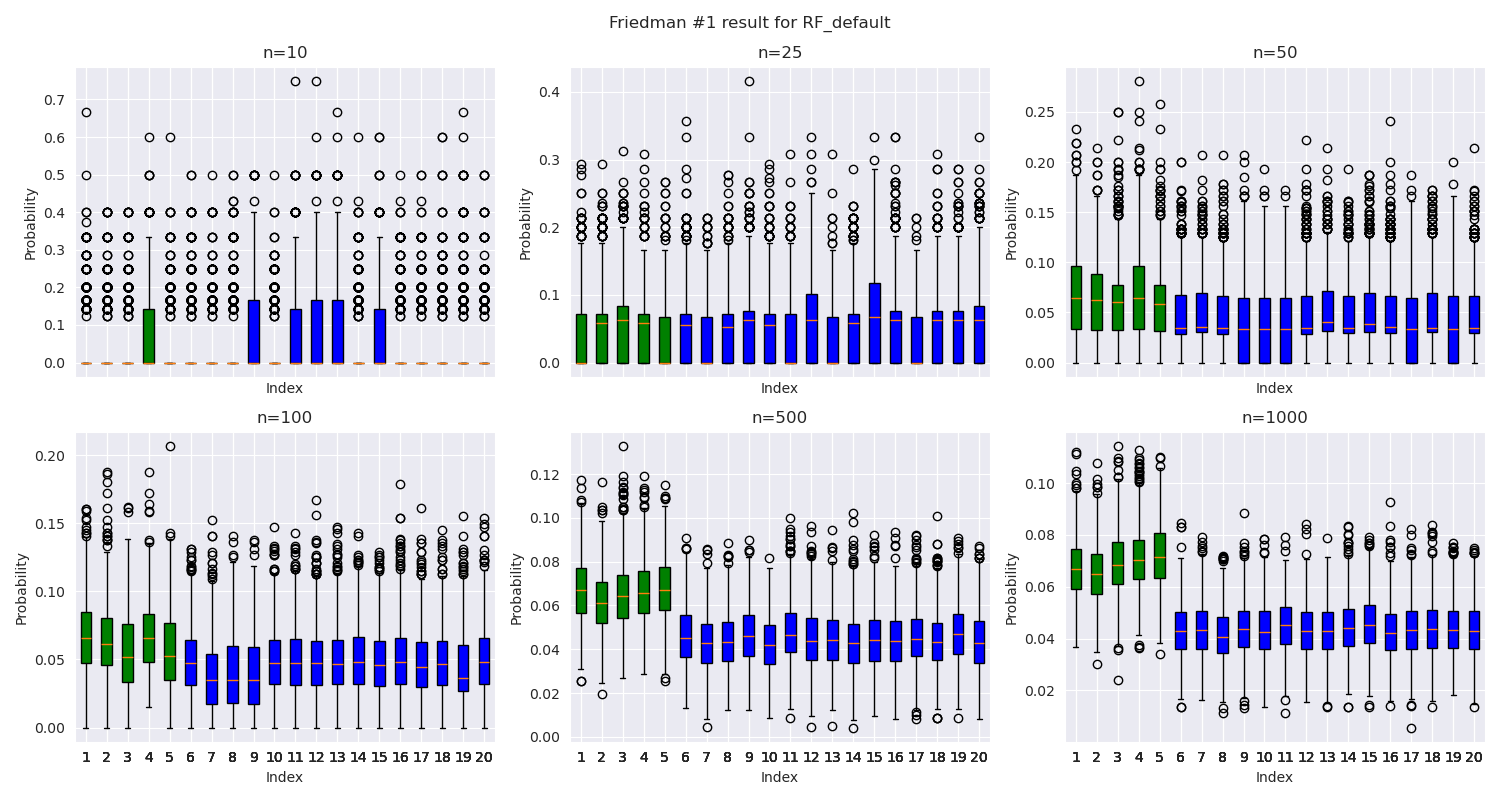 Friedman #1 result for RF_default
n=10
n=25
n=50
Probability
0.7
0.6
0.5
0.4
0.3
0.2
0.1
0.0
Index
Probability
0.4
0.3
0.2
0.1
0.0
Index
Probability
0.25
0.20
0.15
0.10
0.05
0.00
Index
n=100
n=500
n=1000
Probability
0.20
0.15
0.10
0.05
0.00
1 2 3 4 5 6 7 8 9 10 11 12 13 14 15 16 17 18 19 20
Index
Probability
0.12
0.10
0.08
0.06
0.04
0.02
0.00
1 2 3 4 5 6 7 8 9 10 11 12 13 14 15 16 17 18 19 20
Index
Probability
0.10
0.08
0.06
0.04
0.02
1 2 3 4 5 6 7 8 9 10 11 12 13 14 15 16 17 18 19 20
Index